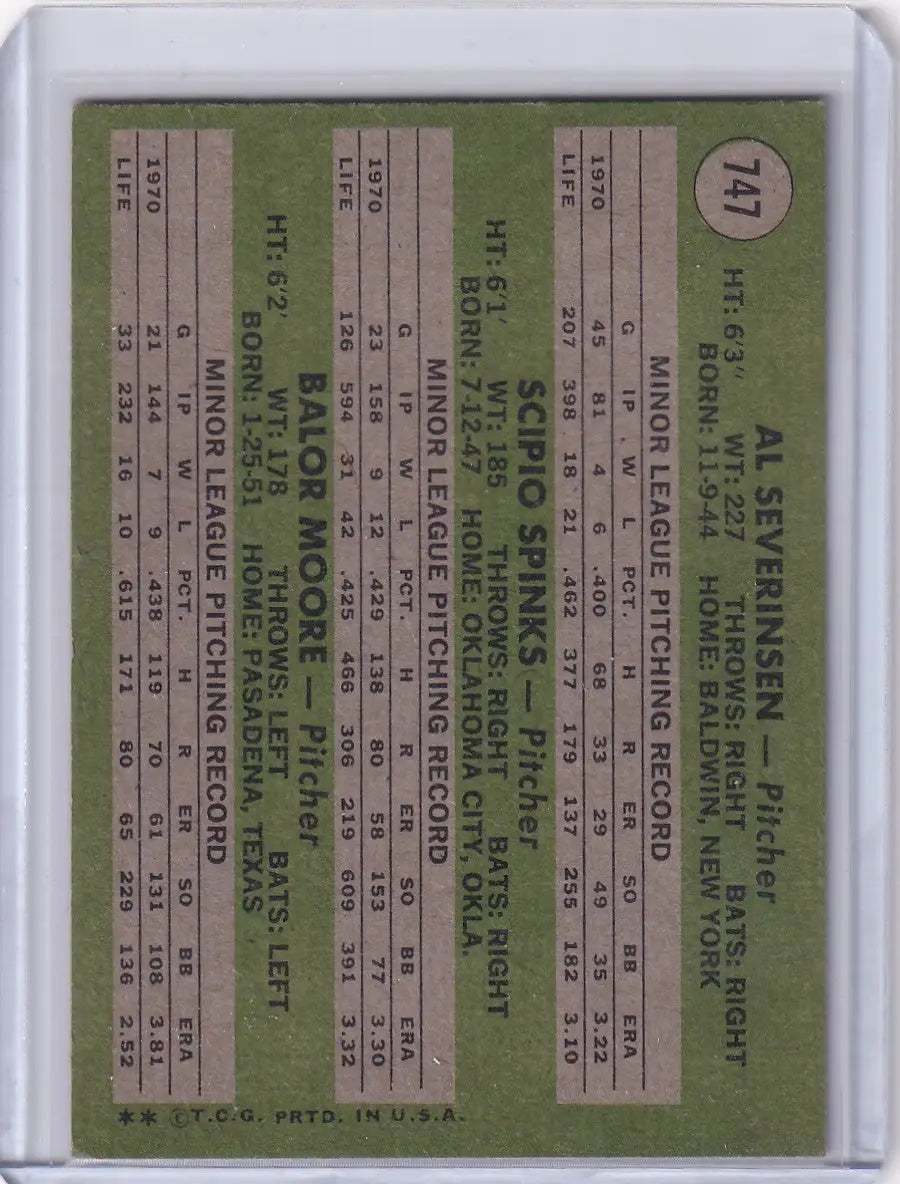 747
AL SEVERINSEN — Pitcher
HT: 6'3" WT: 227 THROWS: RIGHT BATS: RIGHT
BORN: 11-9-44 HOME: BALDWIN, NEW YORK
MINOR LEAGUE PITCHING RECORD
G IP W L PCT. H R ER SO BB ERA
1970 45 81 4 6 .400 68 33 29 49 35 3.22
LIFE 207 398 18 21 .462 377 179 137 255 182 3.10
SCIPIO SPINKS — Pitcher
HT: 6'1' WT: 185 THROWS: RIGHT BATS: RIGHT
BORN: 7-12-47 HOME: OKLAHOMA CITY, OKLA.
MINOR LEAGUE PITCHING RECORD
G IP W L PCT. H R ER SO BB ERA
1970 23 158 9 12 .429 138 80 58 153 77 3.30
LIFE 126 594 31 42 .425 466 306 219 609 391 3.32
BALOR MOORE — Pitcher
HT: 6'2' WT: 178 THROWS: LEFT BATS: LEFT
BORN: 1-25-51 HOME: PASADENA, TEXAS
MINOR LEAGUE PITCHING RECORD
G IP W L PCT. H R ER SO BB ERA
1970 21 144 7 9 .438 119 70 61 131 108 3.81
LIFE 33 232 16 10 .615 171 80 65 229 136 2.52
** ©T.C.G. PRTD. IN U.S.A.